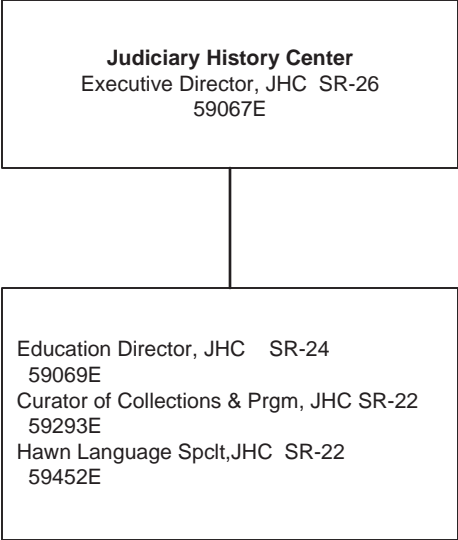 Judiciary History Center
Executive Director, JHC SR-26
59067E
Education Director, JHC SR-24
59069E
Curator of Collections & Prgm, JHC SR-22
59293E
Hawn Language Spclt,JHC SR-22
59452E